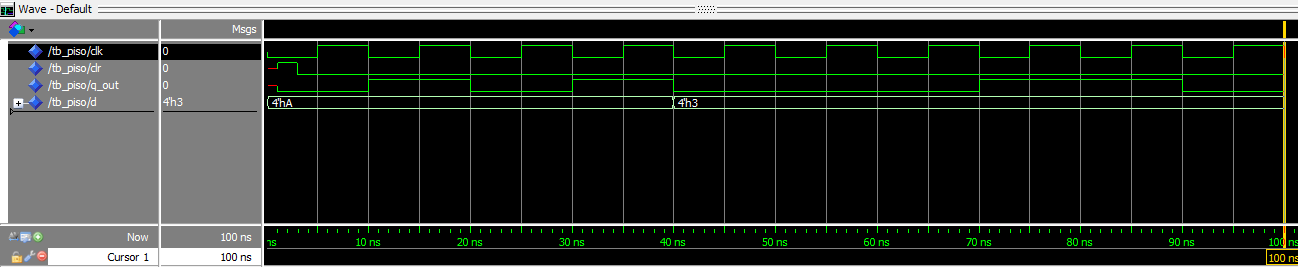 Wave - Default
Msgs
/tb_piso/clk 0
/tb_piso/clr 0
/tb_piso/q_out 0
/tb_piso/d 4'h3 4'hA 4'h3
Now 100 ns ns 10 ns 20 ns 30 ns 40 ns 50 ns 60 ns 70 ns 80 ns 90 ns 100 ns
Cursor 1 100 ns 100 ns